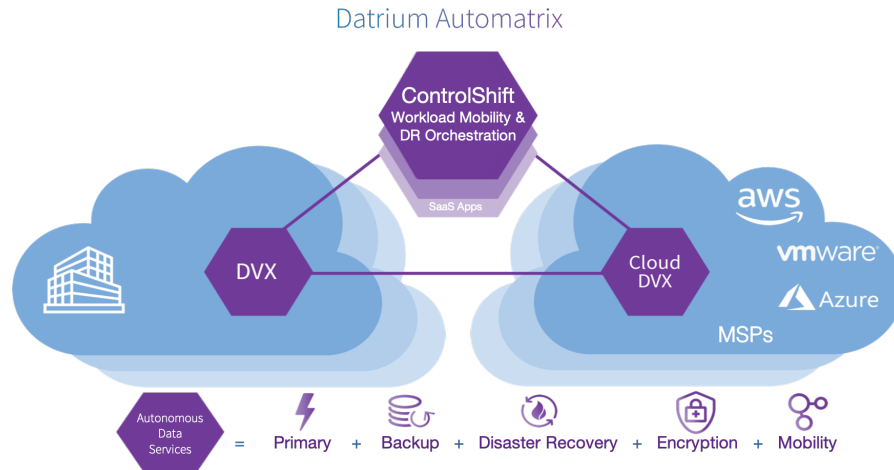 Datrium Automatrix
ControlShift
Workload Mobility &
DR Orchestration
SaaS Apps
DVX
Cloud
DVX
aws
vmware®
Azure
MSPs
Autonomous
Data
Services
= Primary + Backup + Disaster Recovery + Encryption + Mobility